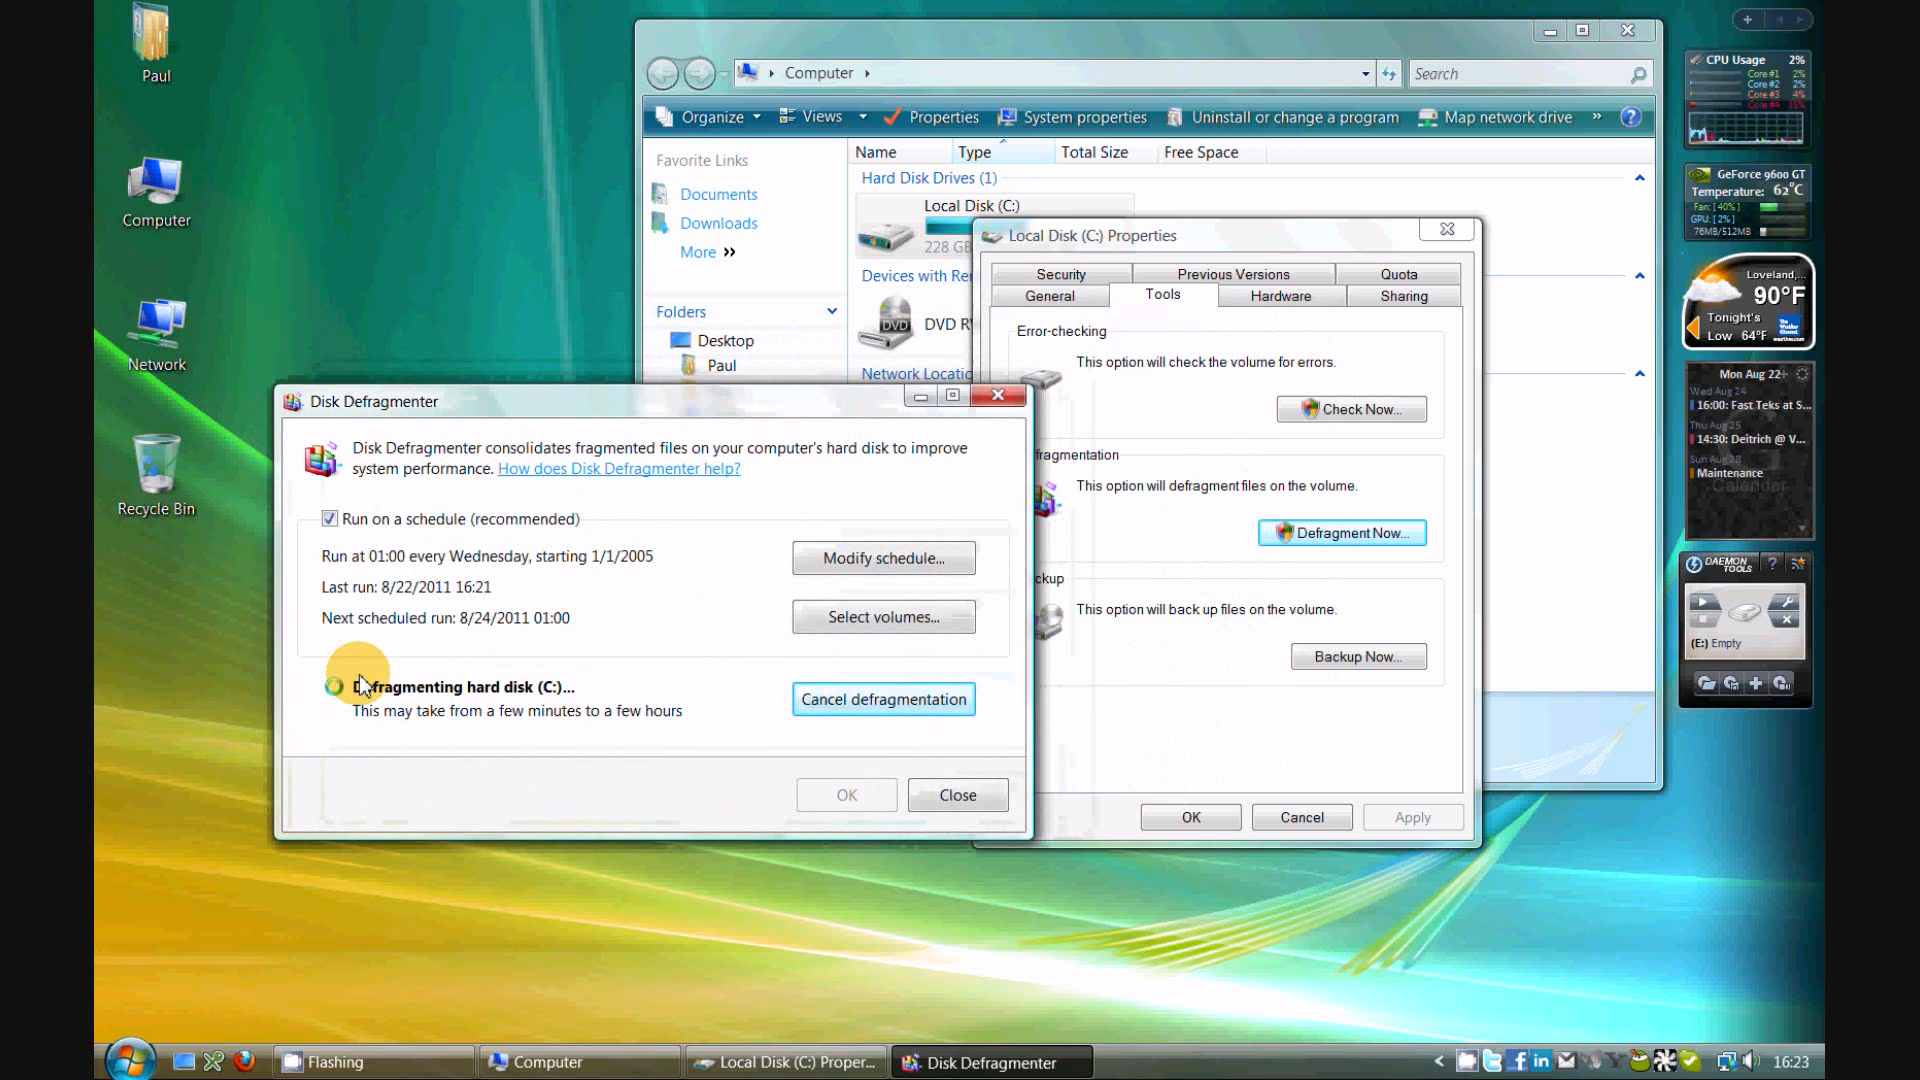 Paul
Computer
Network
Recycle Bin
Computer
Search
Organize
Views
Properties
System properties
Uninstall or change a program
Map network drive
»
Favorite Links
Documents
Downloads
More »
Folders
Desktop
Paul
Name
Type
Total Size
Free Space
Hard Disk Drives (1)
Local Disk (C:)
228 GB
Devices with Re
DVD R
Network Locatio
Local Disk (C:) Properties
Security
Previous Versions
Quota
General
Tools
Hardware
Sharing
Error-checking
This option will check the volume for errors.
Check Now...
fragmentation
This option will defragment files on the volume.
Defragment Now...
ckup
This option will back up files on the volume.
Backup Now...
OK
Cancel
Apply
Disk Defragmenter
Disk Defragmenter consolidates fragmented files on your computer's hard disk to improve
system performance. How does Disk Defragmenter help?
Run on a schedule (recommended)
Run at 01:00 every Wednesday, starting 1/1/2005
Modify schedule...
Last run: 8/22/2011 16:21
Next scheduled run: 8/24/2011 01:00
Select volumes...
Defragmenting hard disk (C:)...
This may take from a few minutes to a few hours
Cancel defragmentation
OK
Close
CPU Usage 2%
Core #1 2%
Core #2 2%
Core #3 4%
Core #4 11%
GeForce 9600 GT
Temperature: 62°C
Fan: [40%]
GPU: [2%]
76MB/512MB
Loveland,...
90°F
Tonight's
Low 64°F
Mon Aug 22
Wed Aug 24
16:00: Fast Teks at S...
Thu Aug 25
14:30: Deitrich @ V...
Sun Aug 28
Maintenance
Calendar
DAEMON
TOOLS
?
(E:) Empty
Flashing
Computer
Local Disk (C:) Proper...
Disk Defragmenter
16:23